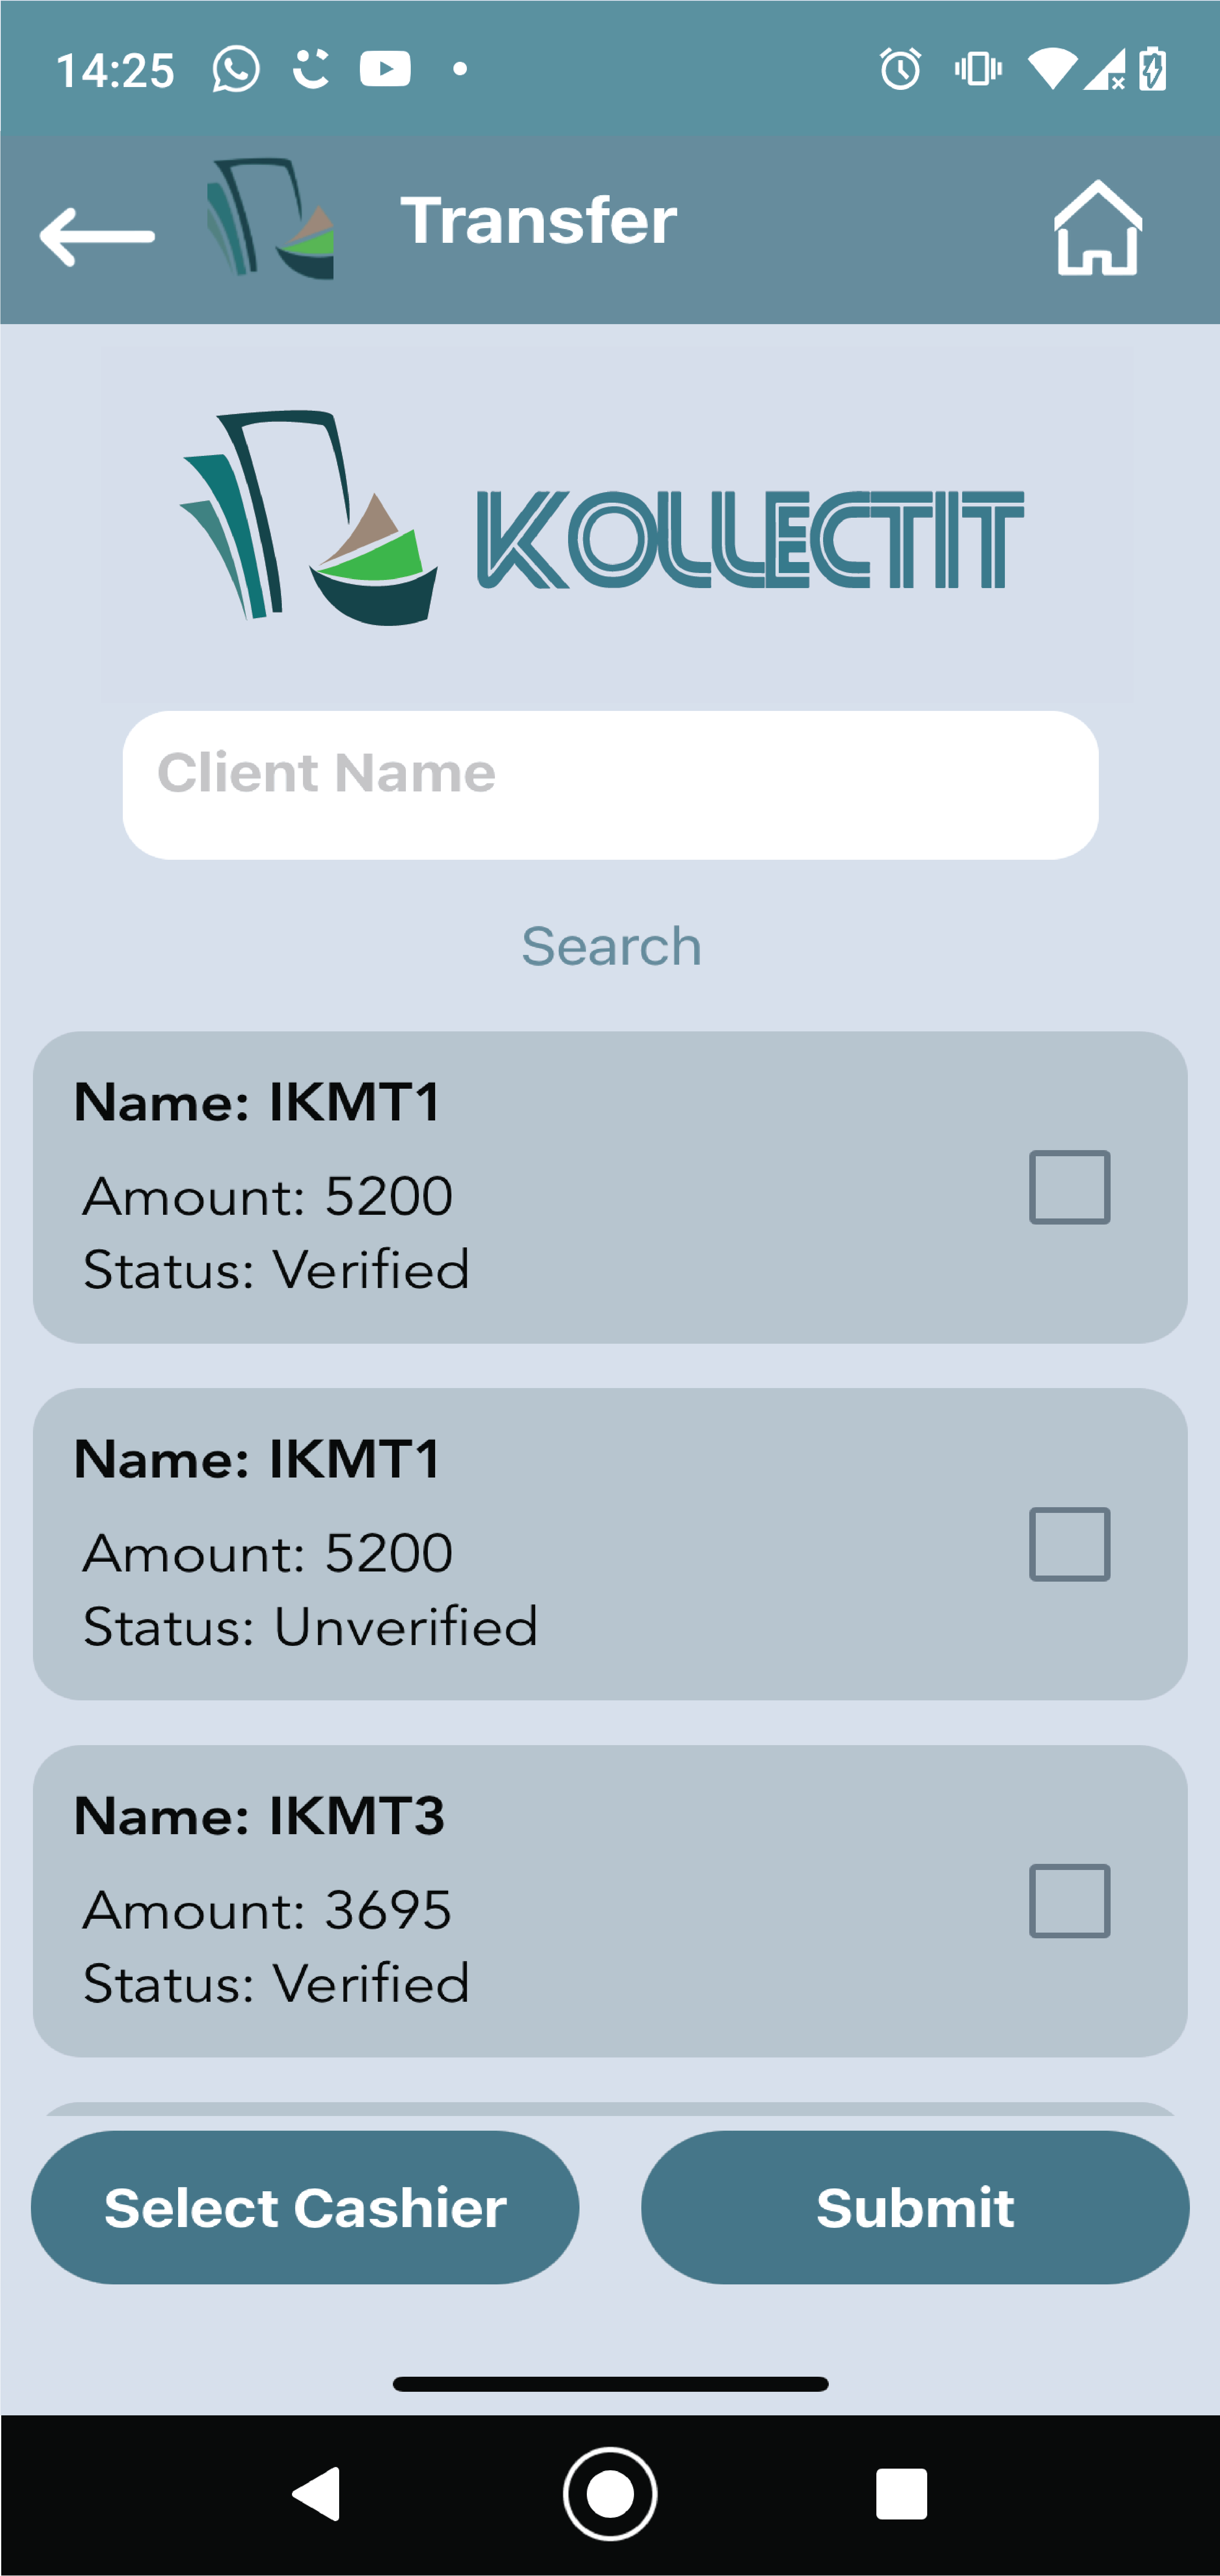 14:25
Transfer
KOLLECTIT
Client Name
Search
Name: IKMT1
Amount: 5200
Status: Verified
Name: IKMT1
Amount: 5200
Status: Unverified
Name: IKMT3
Amount: 3695
Status: Verified
Select Cashier
Submit